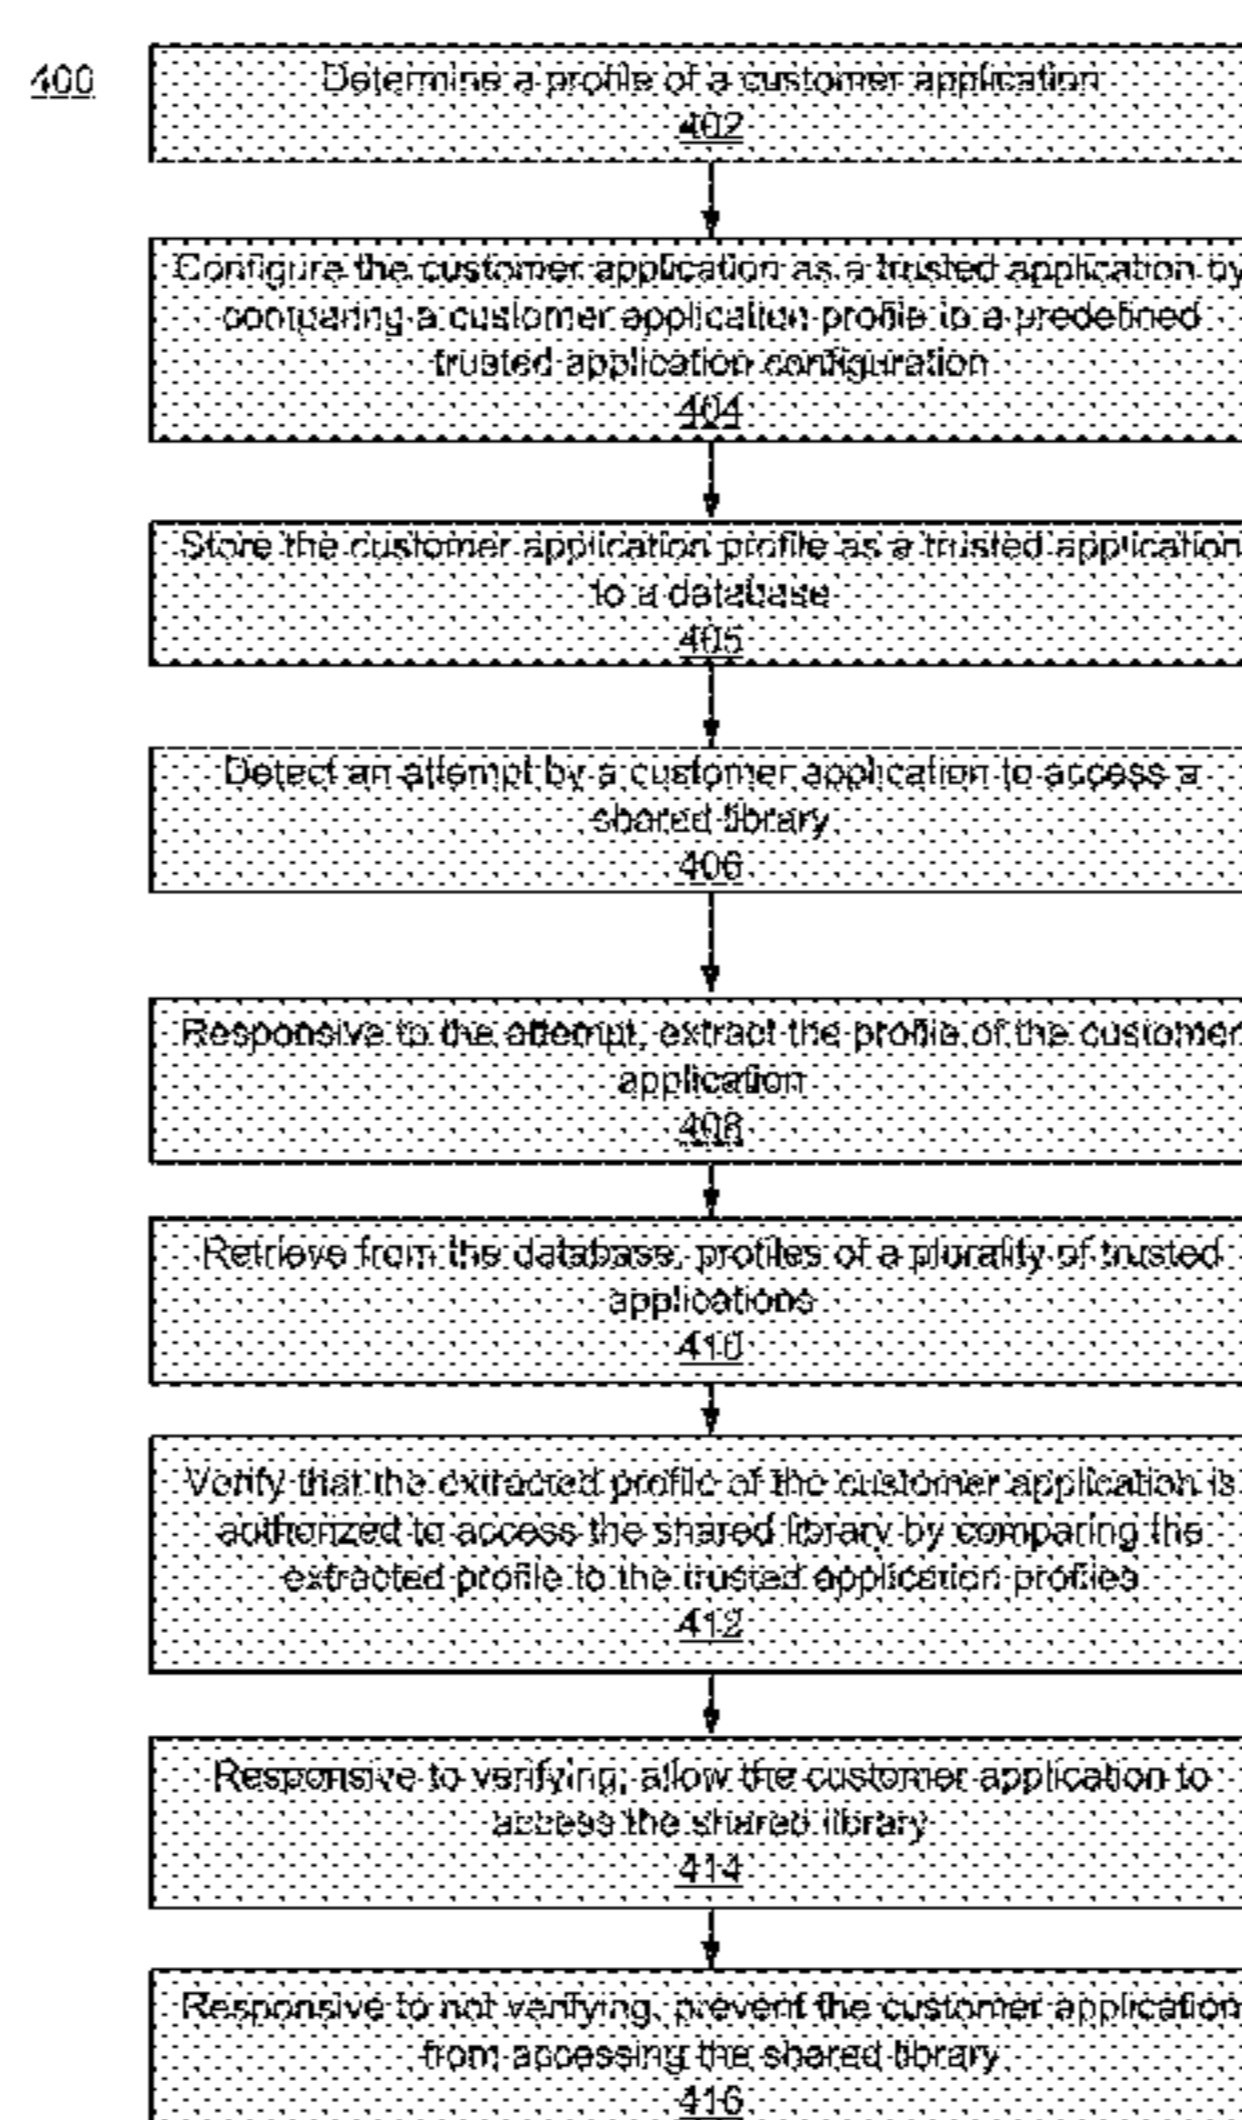 400
Determine a profile of a customer application
402
Configure the customer application as a trusted application by
comparing a customer application profile to a predefined
trusted application configuration
404
Store the customer application profile as a trusted application
to a database
405
Detect an attempt by a customer application to access a
shared library
406
Responsive to the attempt, extract the profile of the customer
application
408
Retrieve from the database, profiles of a plurality of trusted
applications
410
Verify that the extracted profile of the customer application is
authorized to access the shared library by comparing the
extracted profile to the trusted application profiles
412
Responsive to verifying, allow the customer application to
access the shared library
414
Responsive to not verifying, prevent the customer application
from accessing the shared library
416